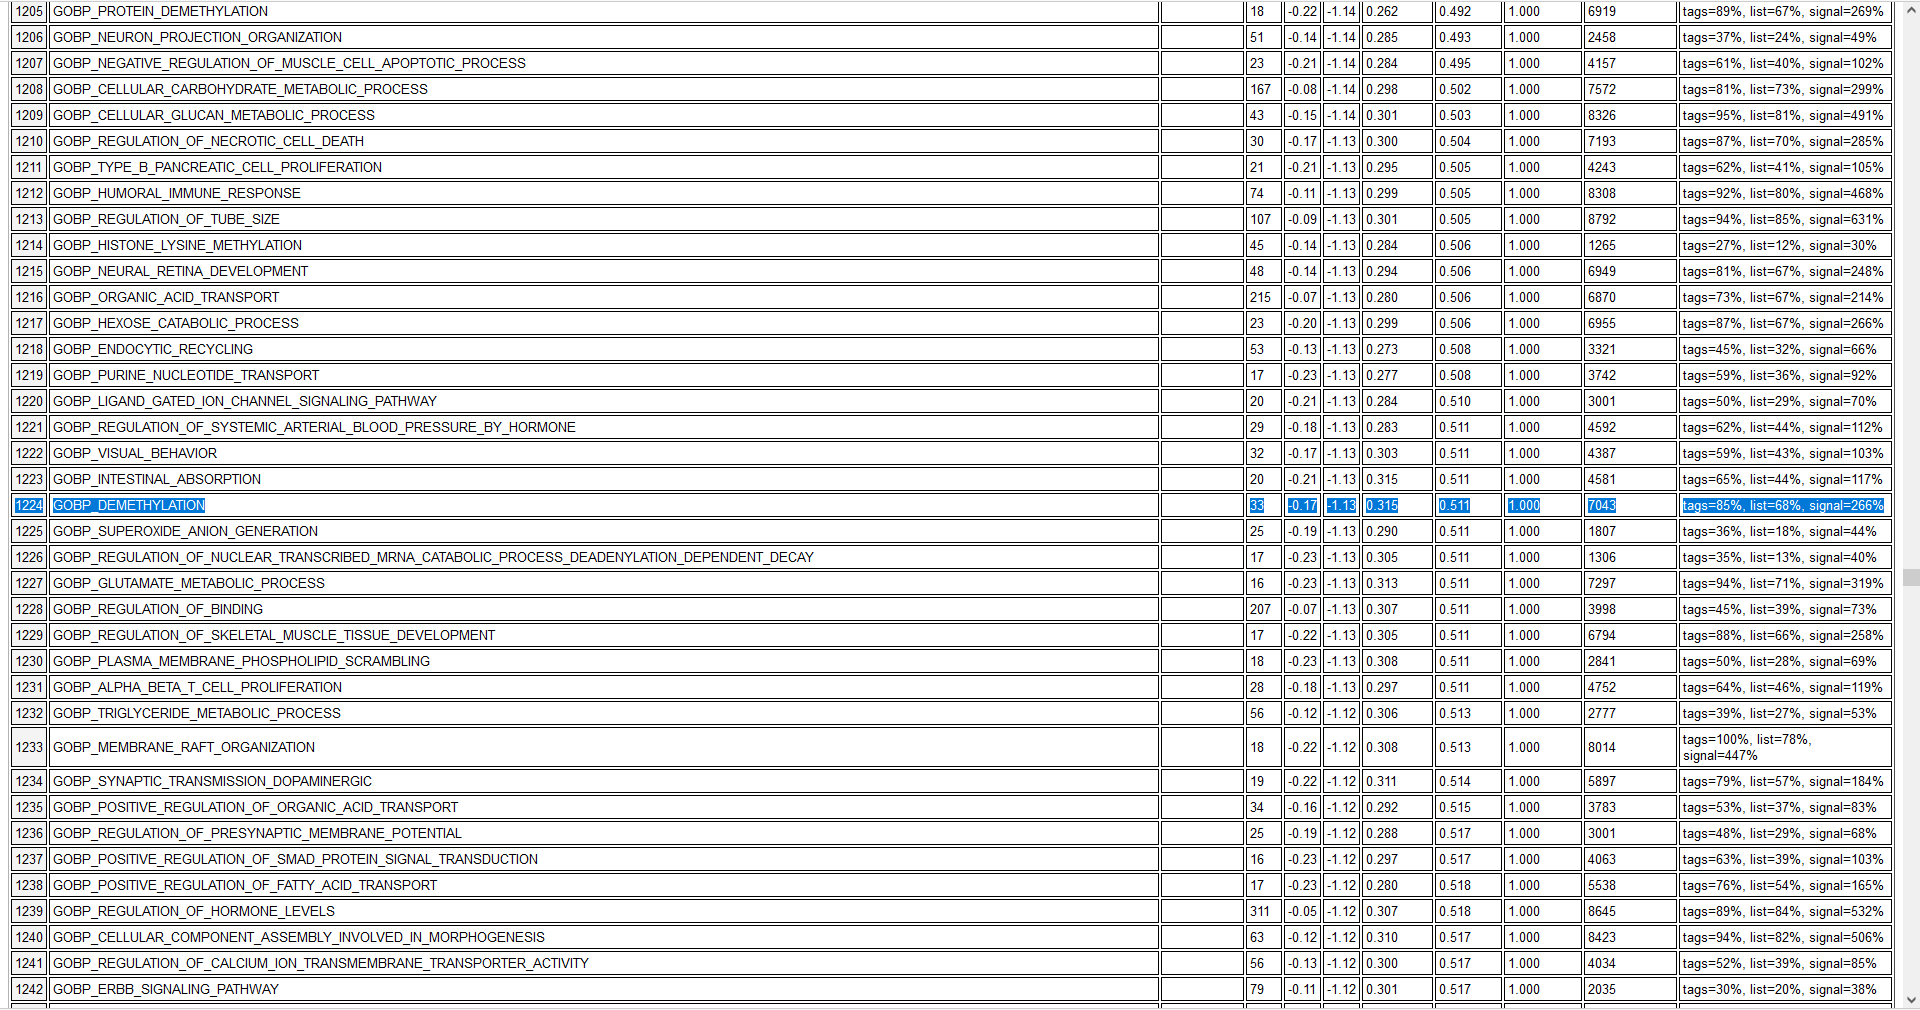 1205 GOBP_PROTEIN_DEMETHYLATION 18 -0.22 -1.14 0.262 0.492 1.000 6919 tags=89%, list=67%, signal=269%
1206 GOBP_NEURON_PROJECTION_ORGANIZATION 51 -0.14 -1.14 0.285 0.493 1.000 2458 tags=37%, list=24%, signal=49%
1207 GOBP_NEGATIVE_REGULATION_OF_MUSCLE_CELL_APOPTOTIC_PROCESS 23 -0.21 -1.14 0.284 0.495 1.000 4157 tags=61%, list=40%, signal=102%
1208 GOBP_CELLULAR_CARBOHYDRATE_METABOLIC_PROCESS 167 -0.08 -1.14 0.298 0.502 1.000 7572 tags=81%, list=73%, signal=299%
1209 GOBP_CELLULAR_GLUCAN_METABOLIC_PROCESS 43 -0.15 -1.14 0.301 0.503 1.000 8326 tags=95%, list=81%, signal=491%
1210 GOBP_REGULATION_OF_NECROTIC_CELL_DEATH 30 -0.17 -1.13 0.300 0.504 1.000 7193 tags=87%, list=70%, signal=285%
1211 GOBP_TYPE_B_PANCREATIC_CELL_PROLIFERATION 21 -0.21 -1.13 0.295 0.505 1.000 4243 tags=62%, list=41%, signal=105%
1212 GOBP_HUMORAL_IMMUNE_RESPONSE 74 -0.11 -1.13 0.299 0.505 1.000 8308 tags=92%, list=80%, signal=468%
1213 GOBP_REGULATION_OF_TUBE_SIZE 107 -0.09 -1.13 0.301 0.505 1.000 8792 tags=94%, list=85%, signal=631%
1214 GOBP_HISTONE_LYSINE_METHYLATION 45 -0.14 -1.13 0.284 0.506 1.000 1265 tags=27%, list=12%, signal=30%
1215 GOBP_NEURAL_RETINA_DEVELOPMENT 48 -0.14 -1.13 0.294 0.506 1.000 6949 tags=81%, list=67%, signal=248%
1216 GOBP_ORGANIC_ACID_TRANSPORT 215 -0.07 -1.13 0.280 0.506 1.000 6870 tags=73%, list=67%, signal=214%
1217 GOBP_HEXOSE_CATABOLIC_PROCESS 23 -0.20 -1.13 0.299 0.506 1.000 6955 tags=87%, list=67%, signal=266%
1218 GOBP_ENDOCYTIC_RECYCLING 53 -0.13 -1.13 0.273 0.508 1.000 3321 tags=45%, list=32%, signal=66%
1219 GOBP_PURINE_NUCLEOTIDE_TRANSPORT 17 -0.23 -1.13 0.277 0.508 1.000 3742 tags=59%, list=36%, signal=92%
1220 GOBP_LIGAND_GATED_ION_CHANNEL_SIGNALING_PATHWAY 20 -0.21 -1.13 0.284 0.510 1.000 3001 tags=50%, list=29%, signal=70%
1221 GOBP_REGULATION_OF_SYSTEMIC_ARTERIAL_BLOOD_PRESSURE_BY_HORMONE 29 -0.18 -1.13 0.283 0.511 1.000 4592 tags=62%, list=44%, signal=112%
1222 GOBP_VISUAL_BEHAVIOR 32 -0.17 -1.13 0.303 0.511 1.000 4387 tags=59%, list=43%, signal=103%
1223 GOBP_INTESTINAL_ABSORPTION 20 -0.21 -1.13 0.315 0.511 1.000 4581 tags=65%, list=44%, signal=117%
1224 GOBP_DEMETHYLATION 33 -0.17 -1.13 0.315 0.511 1.000 7043 tags=85%, list=68%, signal=266%
1225 GOBP_SUPEROXIDE_ANION_GENERATION 25 -0.19 -1.13 0.290 0.511 1.000 1807 tags=36%, list=18%, signal=44%
1226 GOBP_REGULATION_OF_NUCLEAR_TRANSCRIBED_MRNA_CATABOLIC_PROCESS_DEADENYLATION_DEPENDENT_DECAY 17 -0.23 -1.13 0.305 0.511 1.000 1306 tags=35%, list=13%, signal=40%
1227 GOBP_GLUTAMATE_METABOLIC_PROCESS 16 -0.23 -1.13 0.313 0.511 1.000 7297 tags=94%, list=71%, signal=319%
1228 GOBP_REGULATION_OF_BINDING 207 -0.07 -1.13 0.307 0.511 1.000 3998 tags=45%, list=39%, signal=73%
1229 GOBP_REGULATION_OF_SKELETAL_MUSCLE_TISSUE_DEVELOPMENT 17 -0.22 -1.13 0.305 0.511 1.000 6794 tags=88%, list=66%, signal=258%
1230 GOBP_PLASMA_MEMBRANE_PHOSPHOLIPID_SCRAMBLING 18 -0.23 -1.13 0.308 0.511 1.000 2841 tags=50%, list=28%, signal=69%
1231 GOBP_ALPHA_BETA_T_CELL_PROLIFERATION 28 -0.18 -1.13 0.297 0.511 1.000 4752 tags=64%, list=46%, signal=119%
1232 GOBP_TRIGLYCERIDE_METABOLIC_PROCESS 56 -0.12 -1.12 0.306 0.513 1.000 2777 tags=39%, list=27%, signal=53%
1233 GOBP_MEMBRANE_RAFT_ORGANIZATION 18 -0.22 -1.12 0.308 0.513 1.000 8014 tags=100%, list=78%,
signal=447%
1234 GOBP_SYNAPTIC_TRANSMISSION_DOPAMINERGIC 19 -0.22 -1.12 0.311 0.514 1.000 5897 tags=79%, list=57%, signal=184%
1235 GOBP_POSITIVE_REGULATION_OF_ORGANIC_ACID_TRANSPORT 34 -0.16 -1.12 0.292 0.515 1.000 3783 tags=53%, list=37%, signal=83%
1236 GOBP_REGULATION_OF_PRESYNAPTIC_MEMBRANE_POTENTIAL 25 -0.19 -1.12 0.288 0.517 1.000 3001 tags=48%, list=29%, signal=68%
1237 GOBP_POSITIVE_REGULATION_OF_SMAD_PROTEIN_SIGNAL_TRANSDUCTION 16 -0.23 -1.12 0.297 0.517 1.000 4063 tags=63%, list=39%, signal=103%
1238 GOBP_POSITIVE_REGULATION_OF_FATTY_ACID_TRANSPORT 17 -0.23 -1.12 0.280 0.518 1.000 5538 tags=76%, list=54%, signal=165%
1239 GOBP_REGULATION_OF_HORMONE_LEVELS 311 -0.05 -1.12 0.307 0.518 1.000 8645 tags=89%, list=84%, signal=532%
1240 GOBP_CELLULAR_COMPONENT_ASSEMBLY_INVOLVED_IN_MORPHOGENESIS 63 -0.12 -1.12 0.310 0.517 1.000 8423 tags=94%, list=82%, signal=506%
1241 GOBP_REGULATION_OF_CALCIUM_ION_TRANSMEMBRANE_TRANSPORTER_ACTIVITY 56 -0.13 -1.12 0.300 0.517 1.000 4034 tags=52%, list=39%, signal=85%
1242 GOBP_ERBB_SIGNALING_PATHWAY 79 -0.11 -1.12 0.301 0.517 1.000 2035 tags=30%, list=20%, signal=38%